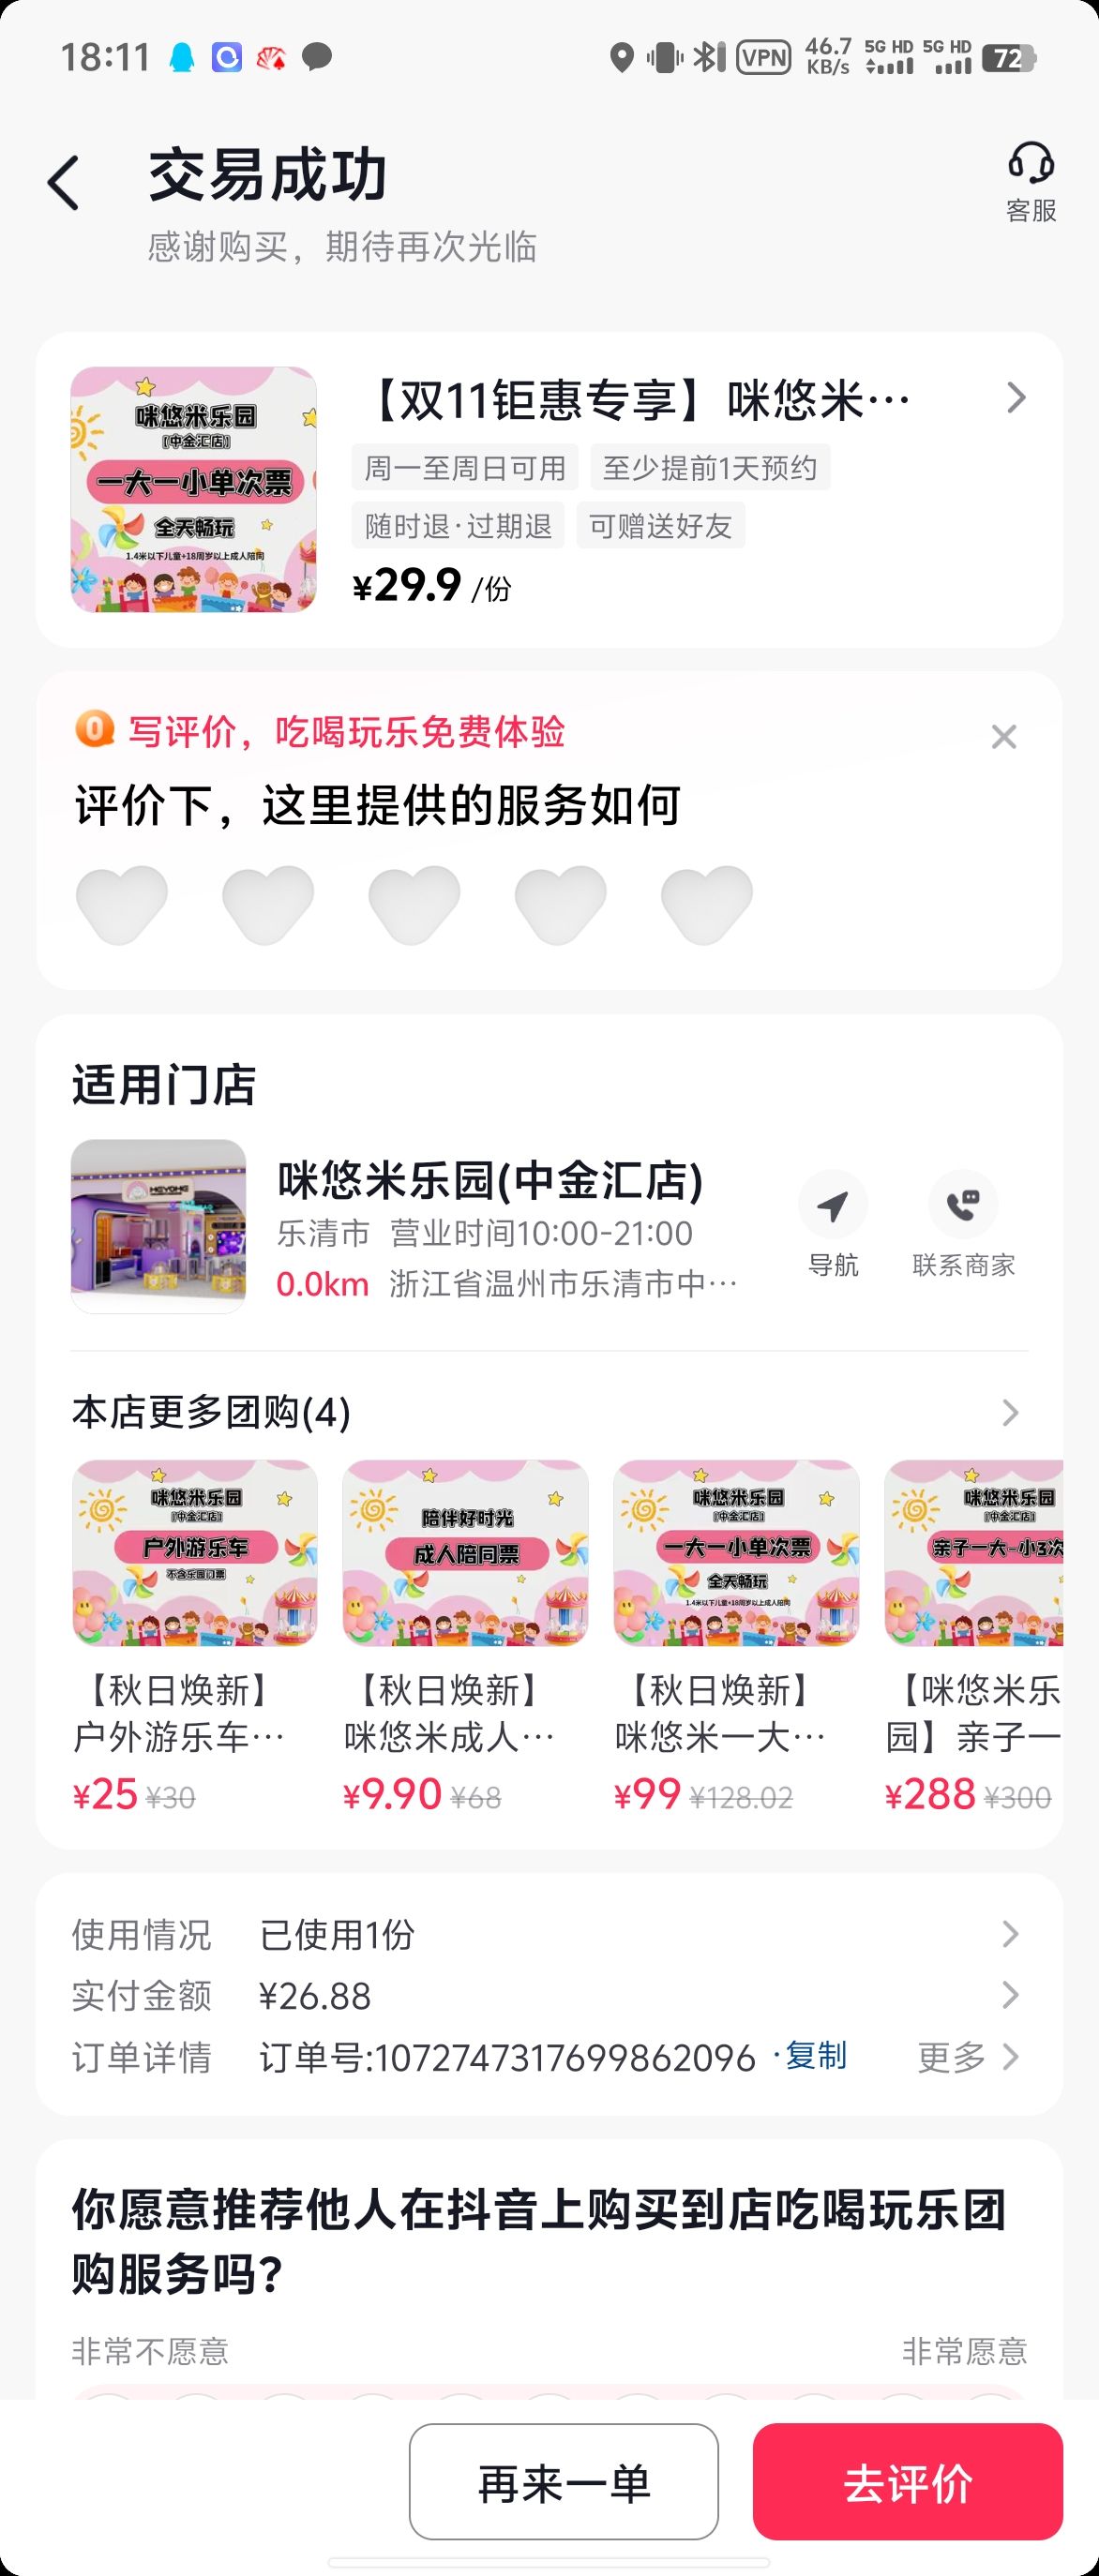 18:11
VPN
46.7 KB/s
5G HD 5G HD
72
交易成功
客服
感谢购买，期待再次光临
咪悠米乐园
[中金汇店]
一大一小单次票
全天畅玩
1.4米以下儿童+18周岁以上成人陪同
【双11钜惠专享】咪悠米…
周一至周日可用 至少提前1天预约
随时退·过期退 可赠送好友
¥29.9 /份
写评价，吃喝玩乐免费体验
评价下，这里提供的服务如何
适用门店
咪悠米乐园(中金汇店)
乐清市 营业时间10:00-21:00
0.0km 浙江省温州市乐清市中…
导航
联系商家
本店更多团购(4)
咪悠米乐园
[中金汇店]
户外游乐车
不含乐园门票
陪伴好时光
成人陪同票
咪悠米乐园
[中金汇店]
一大一小单次票
全天畅玩
1.4米以下儿童+18周岁以上成人陪同
咪悠米乐园
[中金汇店]
亲子一大-小3次
【秋日焕新】
户外游乐车…
¥25 ¥30
【秋日焕新】
咪悠米成人…
¥9.90 ¥68
【秋日焕新】
咪悠米一大…
¥99 ¥128.02
【咪悠米乐
园】亲子一
¥288 ¥300
使用情况 已使用1份
实付金额 ¥26.88
订单详情 订单号:1072747317699862096 ·复制 更多
你愿意推荐他人在抖音上购买到店吃喝玩乐团
购服务吗？
非常不愿意 非常愿意
再来一单
去评价